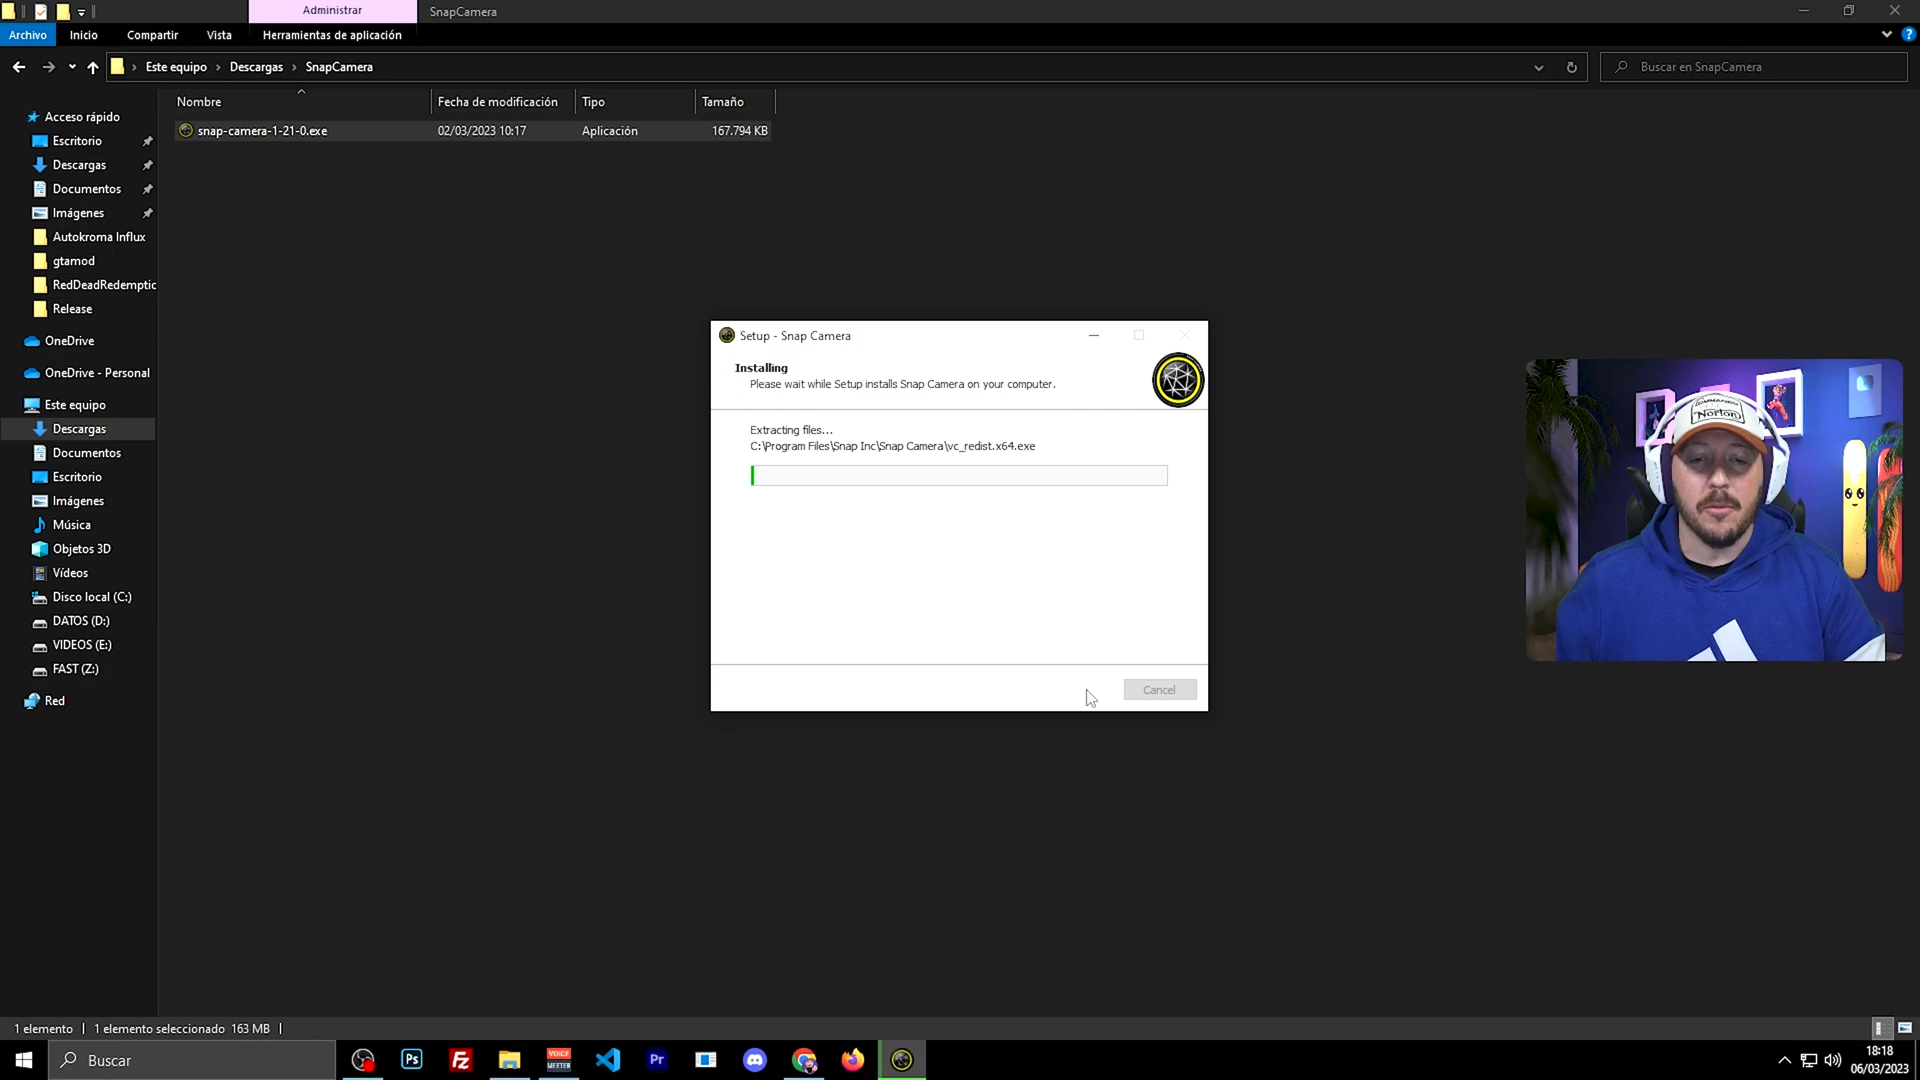 Administrar
SnapCamera
Archivo
Inicio
Compartir
Vista
Herramientas de aplicación
Este equipo
Descargas
SnapCamera
Buscar en SnapCamera
Nombre
Fecha de modificación
Tipo
Tamaño
snap-camera-1-21-0.exe
02/03/2023 10:17
Aplicación
167.794 KB
Acceso rápido
Escritorio
Descargas
Documentos
Imágenes
Autokroma Influx
gtamod
RedDeadRedemptic
Release
OneDrive
OneDrive - Personal
Este equipo
Descargas
Documentos
Escritorio
Imágenes
Música
Objetos 3D
Vídeos
Disco local (C:)
DATOS (D:)
VIDEOS (E:)
FAST (Z:)
Red
Setup - Snap Camera
Installing
Please wait while Setup installs Snap Camera on your computer.
Extracting files...
C:\Program Files\Snap Inc\Snap Camera\vc_redist.x64.exe
Cancel
Norton
1 elemento
1 elemento seleccionado 163 MB
Buscar
Ps
FZ
VOICE
MEETER
Pr
18:18
06/03/2023